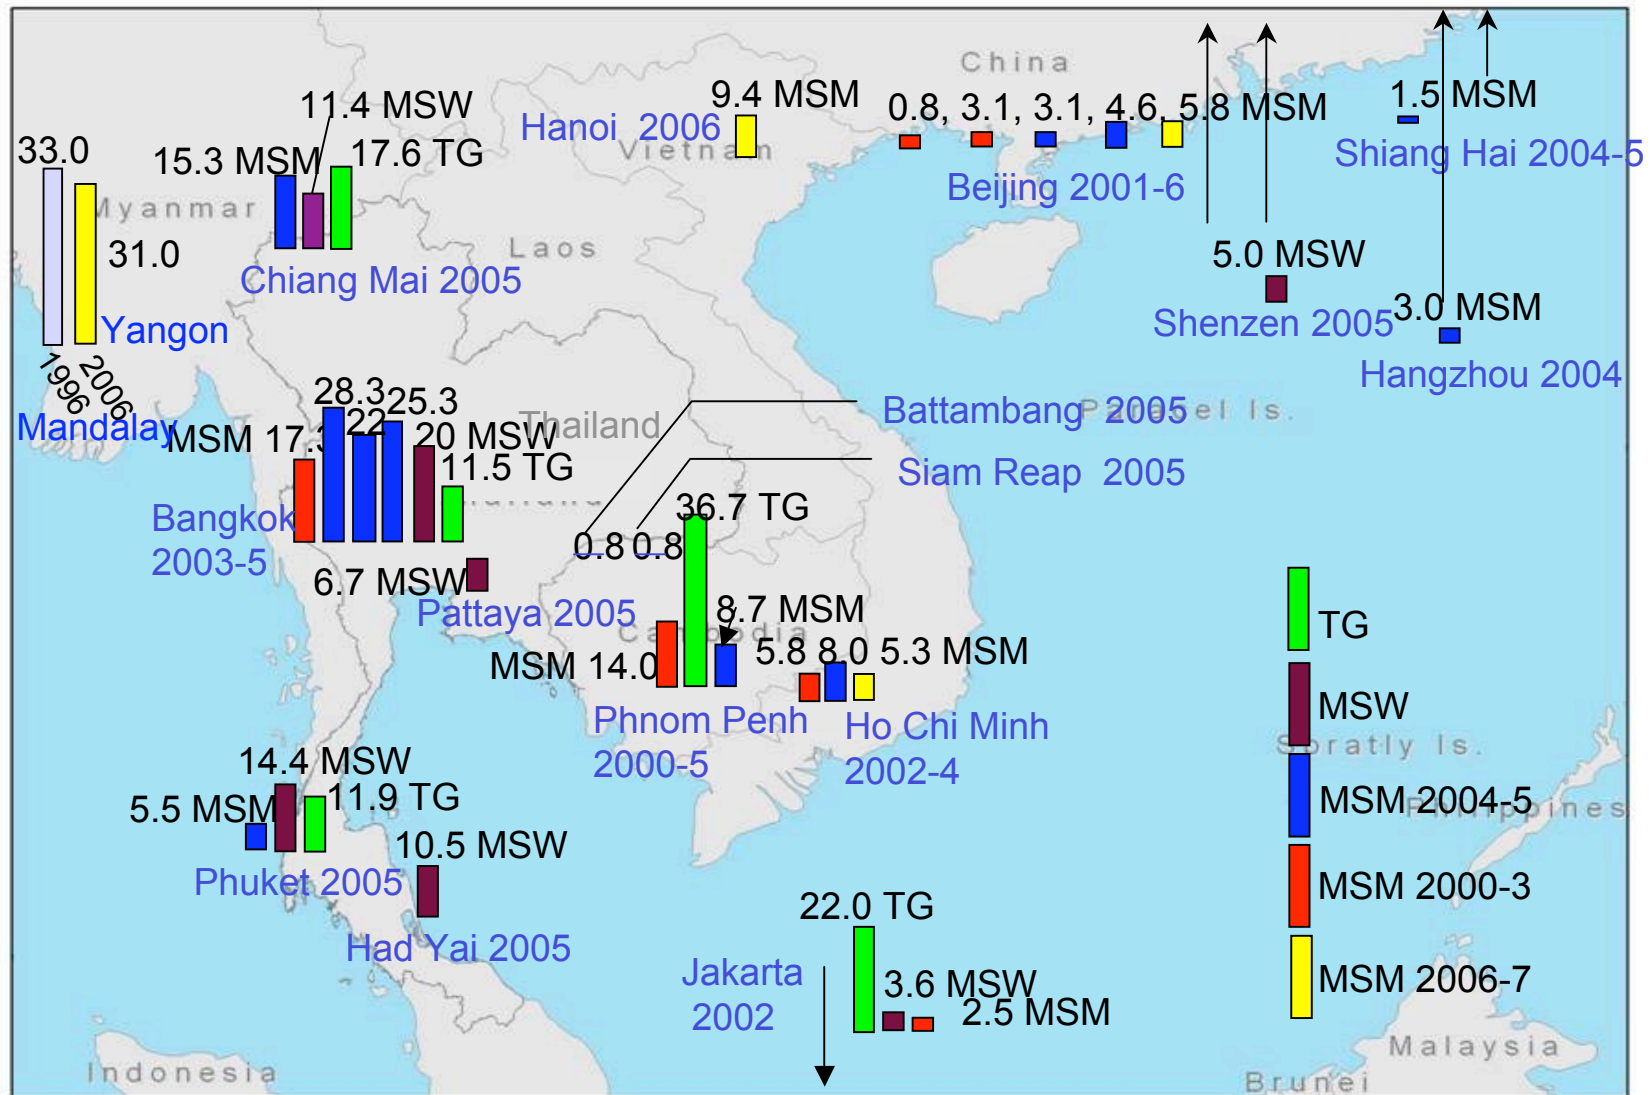 China
11.4 MSW
9.4 MSM
0.8, 3.1, 3.1, 4.6, 5.8 MSM
1.5 MSM
Hanoi  2006
Vietnam
33.0
15.3 MSM
17.6 TG
Shiang Hai 2004-5
Beijing 2001-6
Myanmar
31.0
Laos
5.0 MSW
Chiang Mai 2005
Yangon
Shenzen 2005
3.0 MSM
1996
2006
Hangzhou 2004
28.3
22
25.3
Mandalay
MSM 17.3
20 MSW
Thailand
Battambang  2005
Paracel Is.
11.5 TG
Siam Reap  2005
Bangkok
2003-5
36.7 TG
0.8
0.8
6.7 MSW
Pattaya 2005
8.7 MSM
Cambodia
TG
MSM 14.0
5.8 8.0 5.3 MSM
Phnom Penh
2000-5
Ho Chi Minh
2002-4
MSW
Spratly Is.
14.4 MSW
5.5 MSM
11.9 TG
MSM 2004-5
Philippines
10.5 MSW
Phuket 2005
MSM 2000-3
22.0 TG
Had Yai 2005
Jakarta
2002
3.6 MSW
2.5 MSM
MSM 2006-7
Indonesia
Malaysia
Brunei